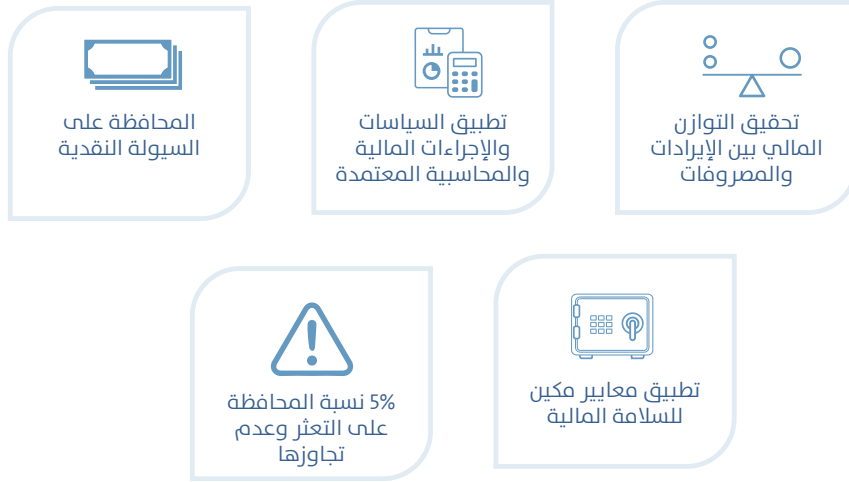 تحقيق التوازن
المالي بين الإيرادات
والمصروفات
تطبيق السياسات
والإجراءات المالية
والمحاسبية المعتمدة
المحافظة على
السيولة النقدية
تطبيق معايير مكين
للسلامة المالية
5% نسبة المحافظة
على التعثر وعدم
تجاوزها